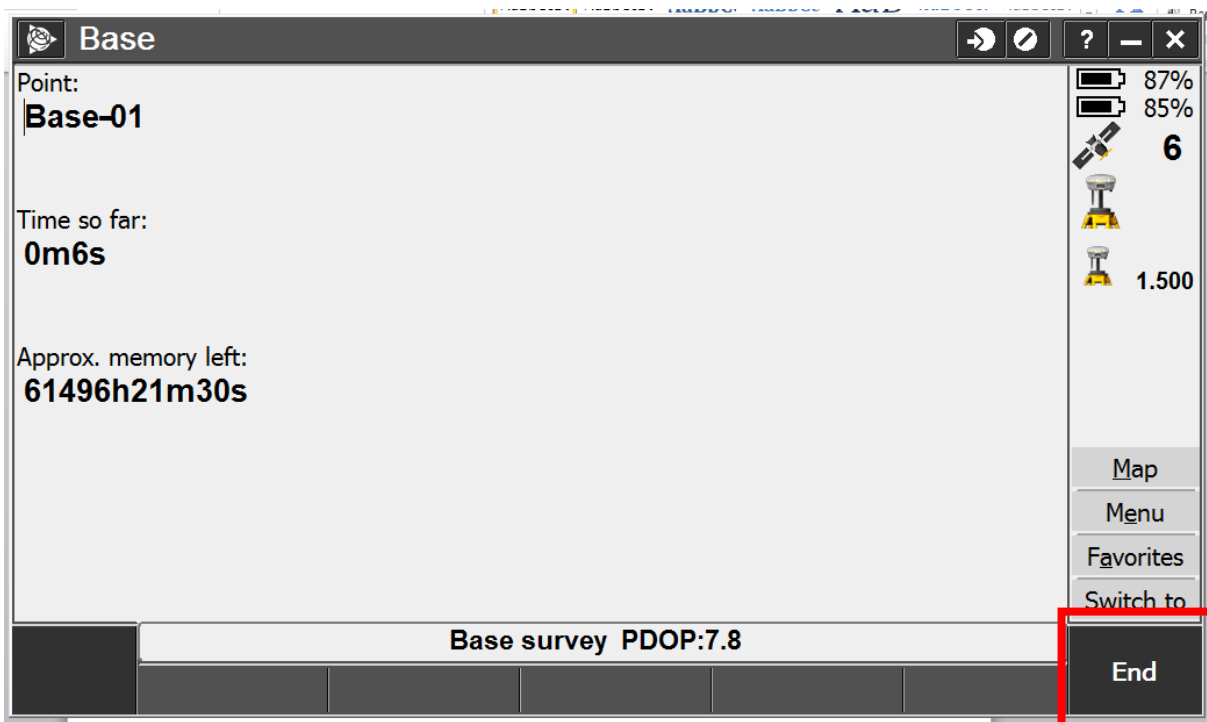 Base
?
Point:
Base-01
Time so far:
0m6s
Approx. memory left:
61496h21m30s
87%
85%
6
1.500
Map
Menu
Favorites
Switch to
Base survey PDOP:7.8
End